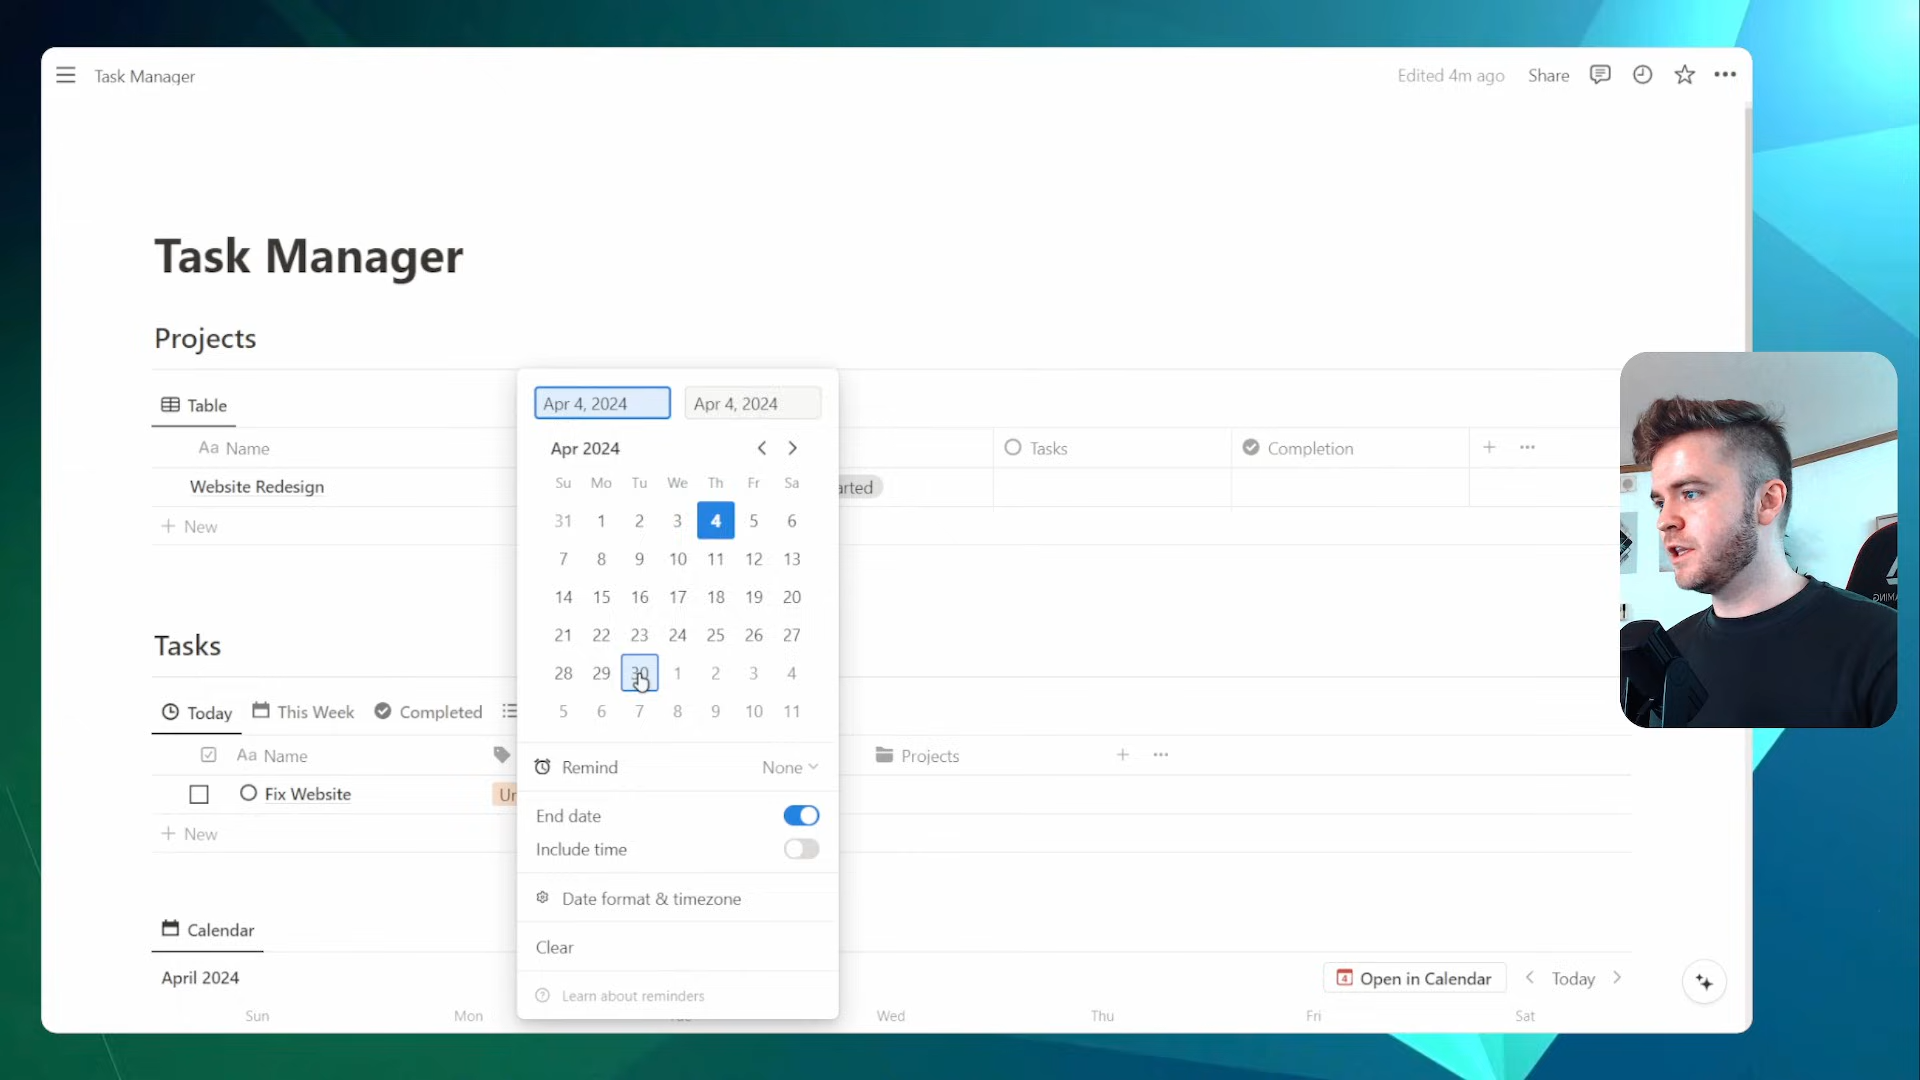 Task Manager
Edited 4m ago
Share
Task Manager
Projects
Table
Apr 4, 2024
Apr 4, 2024
Apr 2024
Aa Name
Tasks
Completion
Su Mo Tu We Th Fr Sa
Website Redesign
arted
31 1 2 3 4 5 6
+ New
7 8 9 10 11 12 13
14 15 16 17 18 19 20
21 22 23 24 25 26 27
Tasks
28 29 30 1 2 3 4
5 6 7 8 9 10 11
Today
This Week
Completed
Aa Name
Projects
Remind
None
Fix Website
Un
End date
+ New
Include time
Date format & timezone
Calendar
Clear
April 2024
4 Open in Calendar
Today
Learn about reminders
Sun Mon Tue Wed Thu Fri Sat